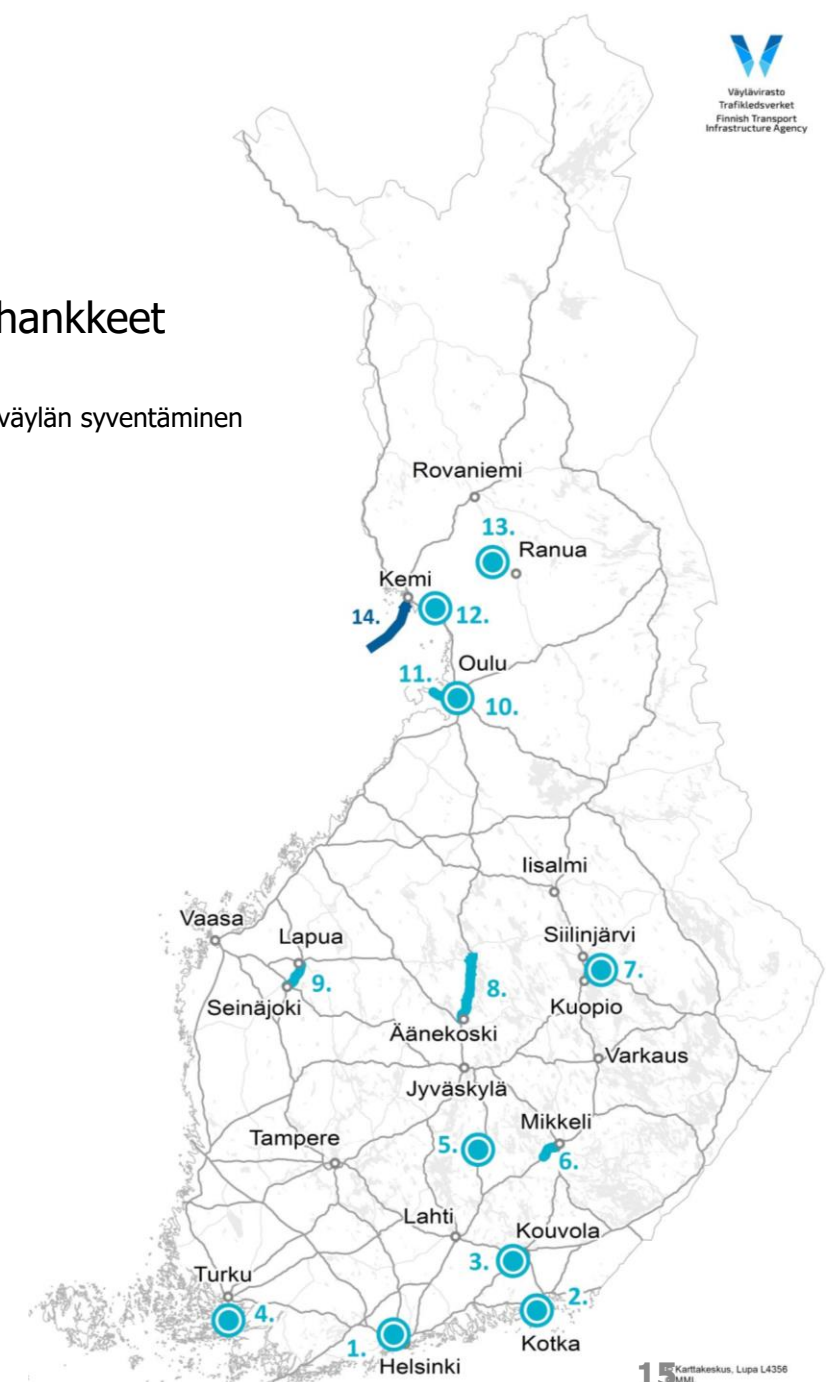 Väylävirasto
Trafikledsverket
Finnish Transport
Infrastructure Agency
hankkeet
väylän syventäminen
Rovaniemi
13.
Ranua
Kemi
14.
12.
Oulu
11.
10.
Iisalmi
Vaasa
Lapua
Siilinjärvi
9.
8.
7.
Seinäjoki
Kuopio
Äänekoski
Varkaus
Jyväskylä
Mikkeli
Tampere
5.
6.
Lahti
Kouvola
3.
Turku
2.
4.
1.
Kotka
Helsinki
15
Karttakeskus, Lupa L4356
MML